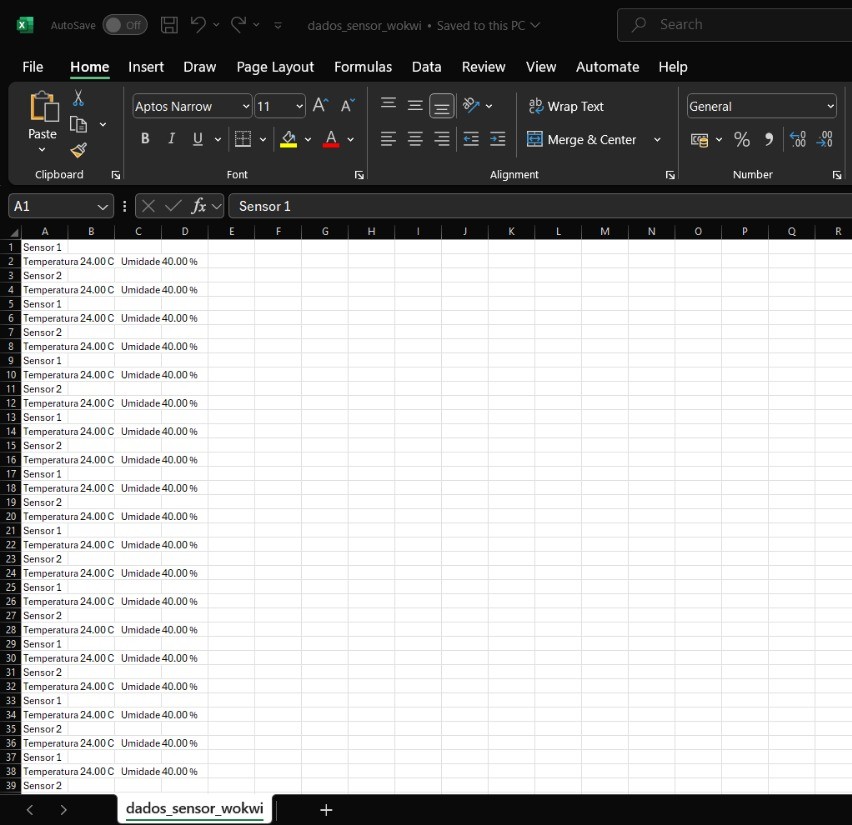 AutoSave Off dados_sensor_wokwi • Saved to this PC Search
File Home Insert Draw Page Layout Formulas Data Review View Automate Help
Aptos Narrow 11 A A ab Wrap Text General
Paste
B I U A Merge & Center % 9 .00 .00
Clipboard Font Alignment Number
A1 fx Sensor 1
A B C D E F G H I J K L M N O P Q R
1 Sensor 1
2 Temperatura 24.00 C Umidade 40.00 %
3 Sensor 2
4 Temperatura 24.00 C Umidade 40.00 %
5 Sensor 1
6 Temperatura 24.00 C Umidade 40.00 %
7 Sensor 2
8 Temperatura 24.00 C Umidade 40.00 %
9 Sensor 1
10 Temperatura 24.00 C Umidade 40.00 %
11 Sensor 2
12 Temperatura 24.00 C Umidade 40.00 %
13 Sensor 1
14 Temperatura 24.00 C Umidade 40.00 %
15 Sensor 2
16 Temperatura 24.00 C Umidade 40.00 %
17 Sensor 1
18 Temperatura 24.00 C Umidade 40.00 %
19 Sensor 2
20 Temperatura 24.00 C Umidade 40.00 %
21 Sensor 1
22 Temperatura 24.00 C Umidade 40.00 %
23 Sensor 2
24 Temperatura 24.00 C Umidade 40.00 %
25 Sensor 1
26 Temperatura 24.00 C Umidade 40.00 %
27 Sensor 2
28 Temperatura 24.00 C Umidade 40.00 %
29 Sensor 1
30 Temperatura 24.00 C Umidade 40.00 %
31 Sensor 2
32 Temperatura 24.00 C Umidade 40.00 %
33 Sensor 1
34 Temperatura 24.00 C Umidade 40.00 %
35 Sensor 2
36 Temperatura 24.00 C Umidade 40.00 %
37 Sensor 1
38 Temperatura 24.00 C Umidade 40.00 %
39 Sensor 2
dados_sensor_wokwi